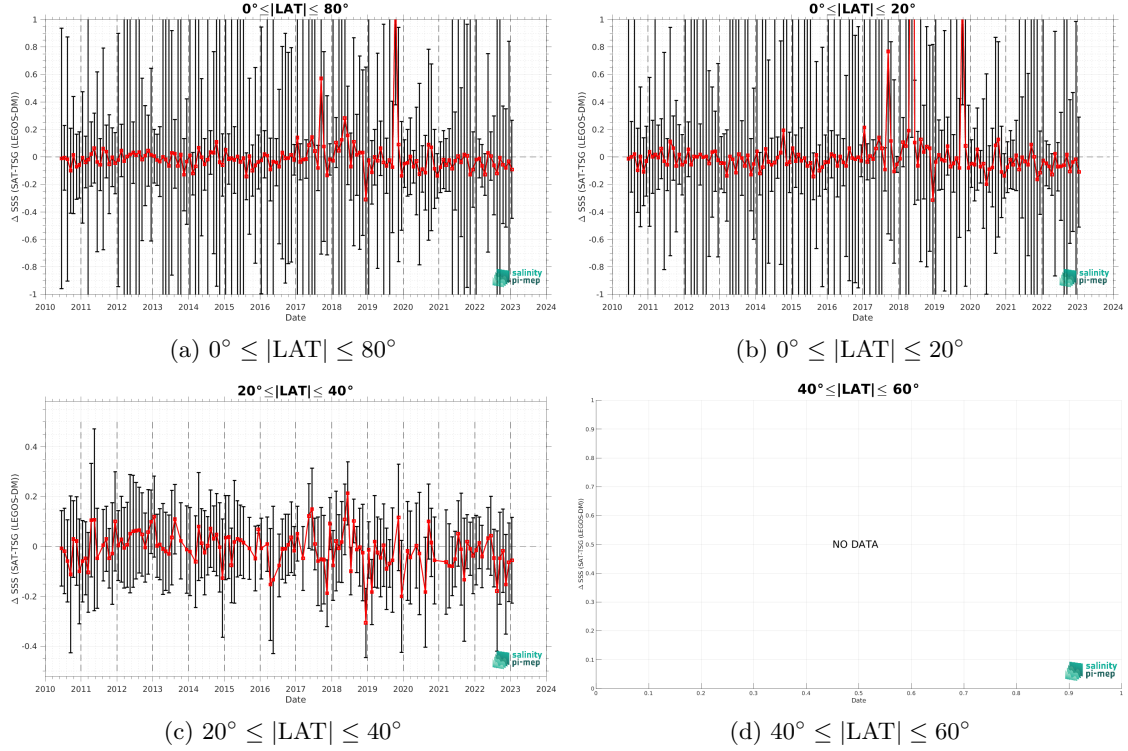 0°≤|LAT|≤ 80°
Δ SSS (SAT-TSG (LEGOS-DM))
1
0.8
0.6
0.4
0.2
0
-0.2
-0.4
-0.6
-0.8
-1
2010 2011 2012 2013 2014 2015 2016 2017 2018 2019 2020 2021 2022 2023 2024
Date
salinity
pi-mep
(a) 0° ≤ |LAT| ≤ 80°
0°≤|LAT|≤ 20°
Δ SSS (SAT-TSG (LEGOS-DM))
1
0.8
0.6
0.4
0.2
0
-0.2
-0.4
-0.6
-0.8
-1
2010 2011 2012 2013 2014 2015 2016 2017 2018 2019 2020 2021 2022 2023 2024
Date
salinity
pi-mep
(b) 0° ≤ |LAT| ≤ 20°
20°≤|LAT|≤ 40°
Δ SSS (SAT-TSG (LEGOS-DM))
0.4
0.2
0
-0.2
-0.4
2010 2011 2012 2013 2014 2015 2016 2017 2018 2019 2020 2021 2022 2023 2024
Date
salinity
pi-mep
(c) 20° ≤ |LAT| ≤ 40°
40°≤|LAT|≤ 60°
Δ SSS (SAT-TSG (LEGOS-DM))
1
0.9
0.8
0.7
0.6
0.5
0.4
0.3
0.2
0.1
0
NO DATA
0 0.1 0.2 0.3 0.4 0.5 0.6 0.7 0.8 0.9 1
Date
salinity
pi-mep
(d) 40° ≤ |LAT| ≤ 60°